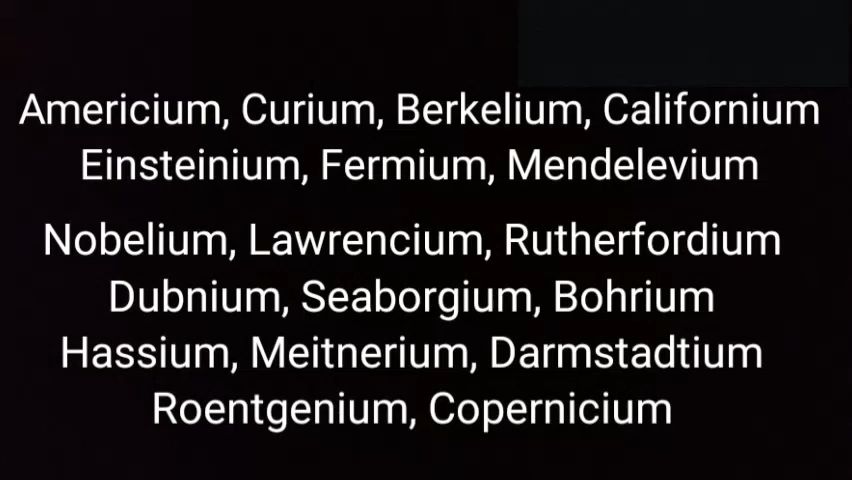 Americium, Curium, Berkelium, Californium
Einsteinium, Fermium, Mendelevium
Nobelium, Lawrencium, Rutherfordium
Dubnium, Seaborgium, Bohrium
Hassium, Meitnerium, Darmstadtium
Roentgenium, Copernicium